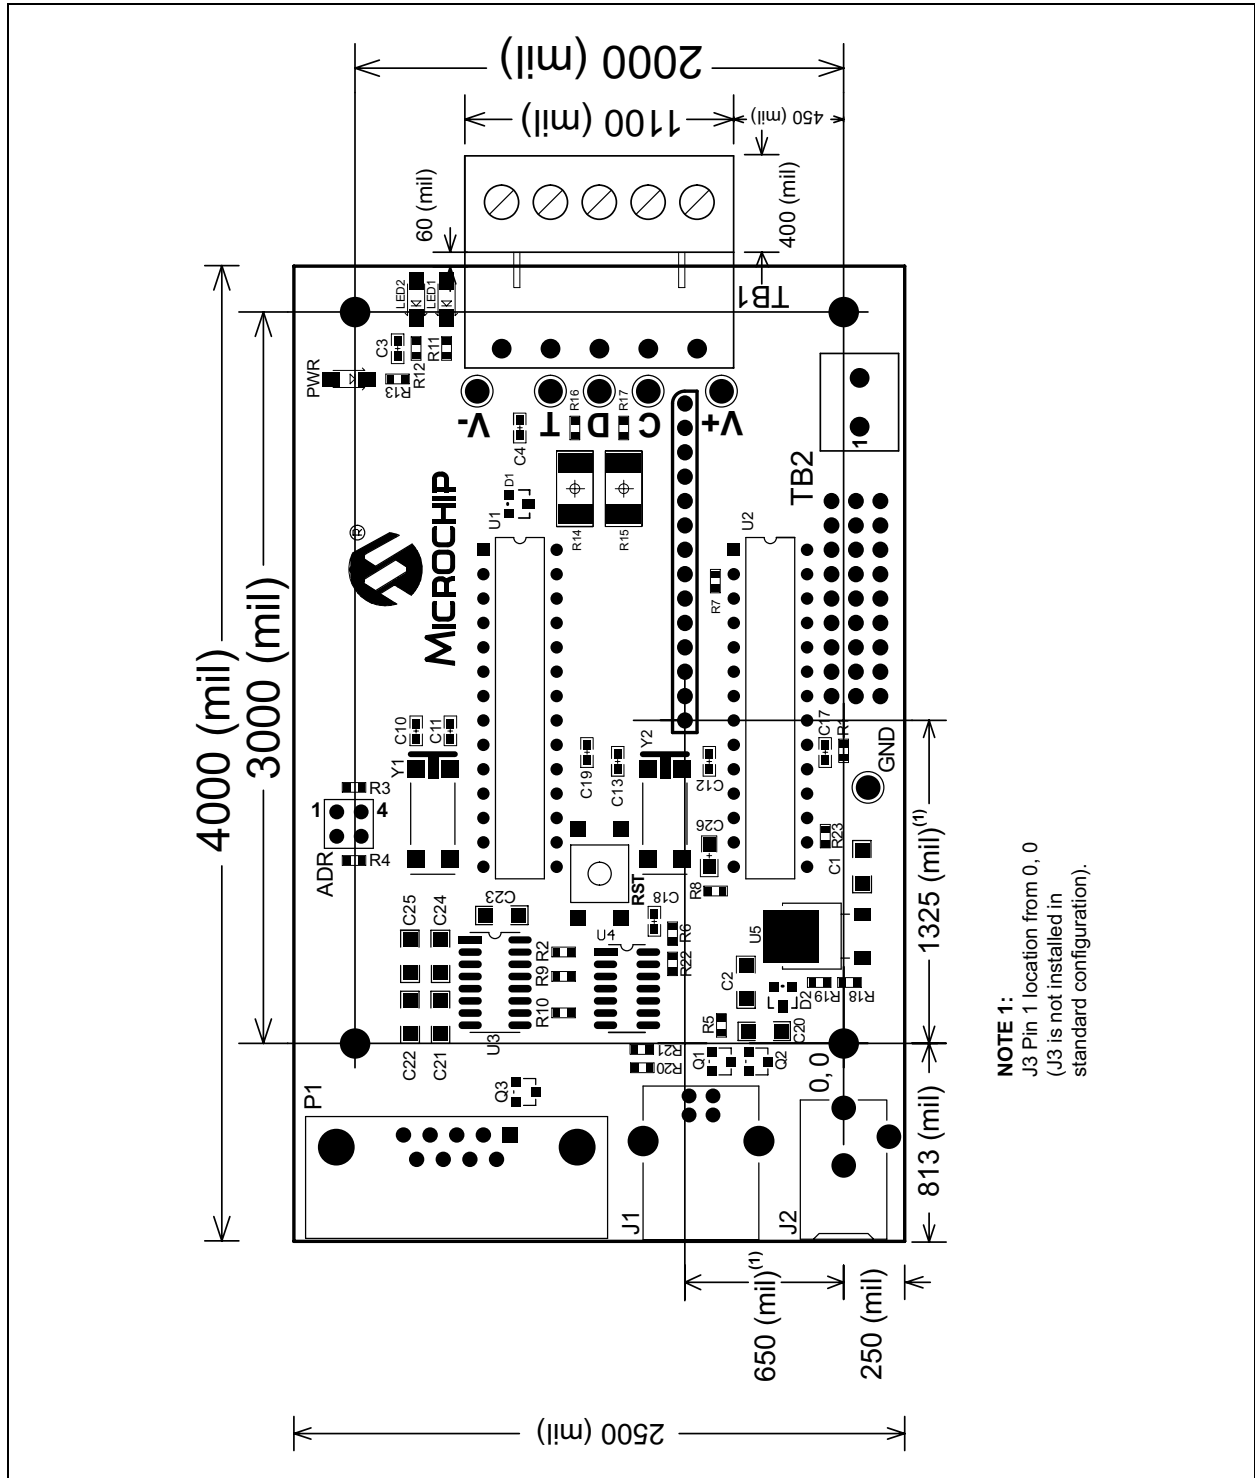 2000 (mil)
1100 (mil)
450 (mil)
60 (mil)
400 (mil)
TB1
LED2
LED1
C3
R12
R11
PWR
R13
V-
T
R16
D
R17
C
V+
1
C4
TB2
D1
U1
R14
R15
U2
R7
®
MICROCHIP
4000 (mil)
3000 (mil)
C10
C11
Y1
C19
C13
Y2
C12
C17
R1
GND
R3
1
4
ADR
R4
C26
R23
C1
R8
C25
C24
C23
RST
C18
U4
R6
U5
R2
R9
R22
C2
R10
R19
R18
D2
R5
C20
U3
C22
C21
R21
R20
Q1
Q2
0, 0
P1
Q3
J1
J2
1325 (mil)(1)
813 (mil)
650 (mil)(1)
250 (mil)
2500 (mil)
NOTE 1:
J3 Pin 1 location from 0, 0
(J3 is not installed in
standard configuration).